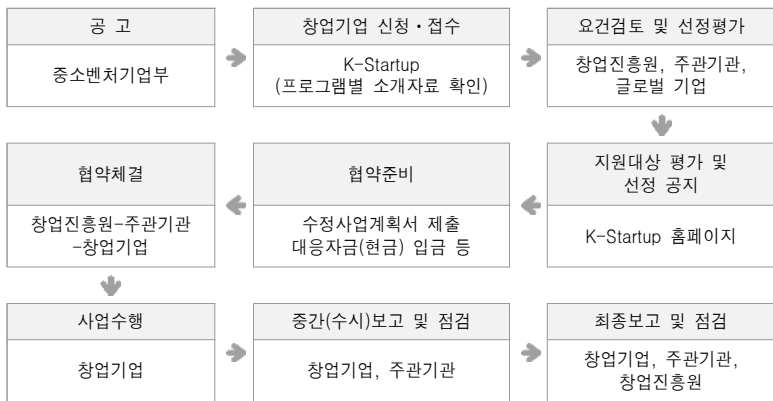 공 고
중소벤처기업부
창업기업 신청・접수
K-Startup
(프로그램별 소개자료 확인)
요건검토 및 선정평가
창업진흥원, 주관기관,
글로벌 기업
지원대상 평가 및
선정 공지
K-Startup 홈페이지
협약준비
수정사업계획서 제출
대응자금(현금) 입금 등
협약체결
창업진흥원-주관기관
-창업기업
사업수행
창업기업
중간(수시)보고 및 점검
창업기업, 주관기관
최종보고 및 점검
창업기업, 주관기관,
창업진흥원